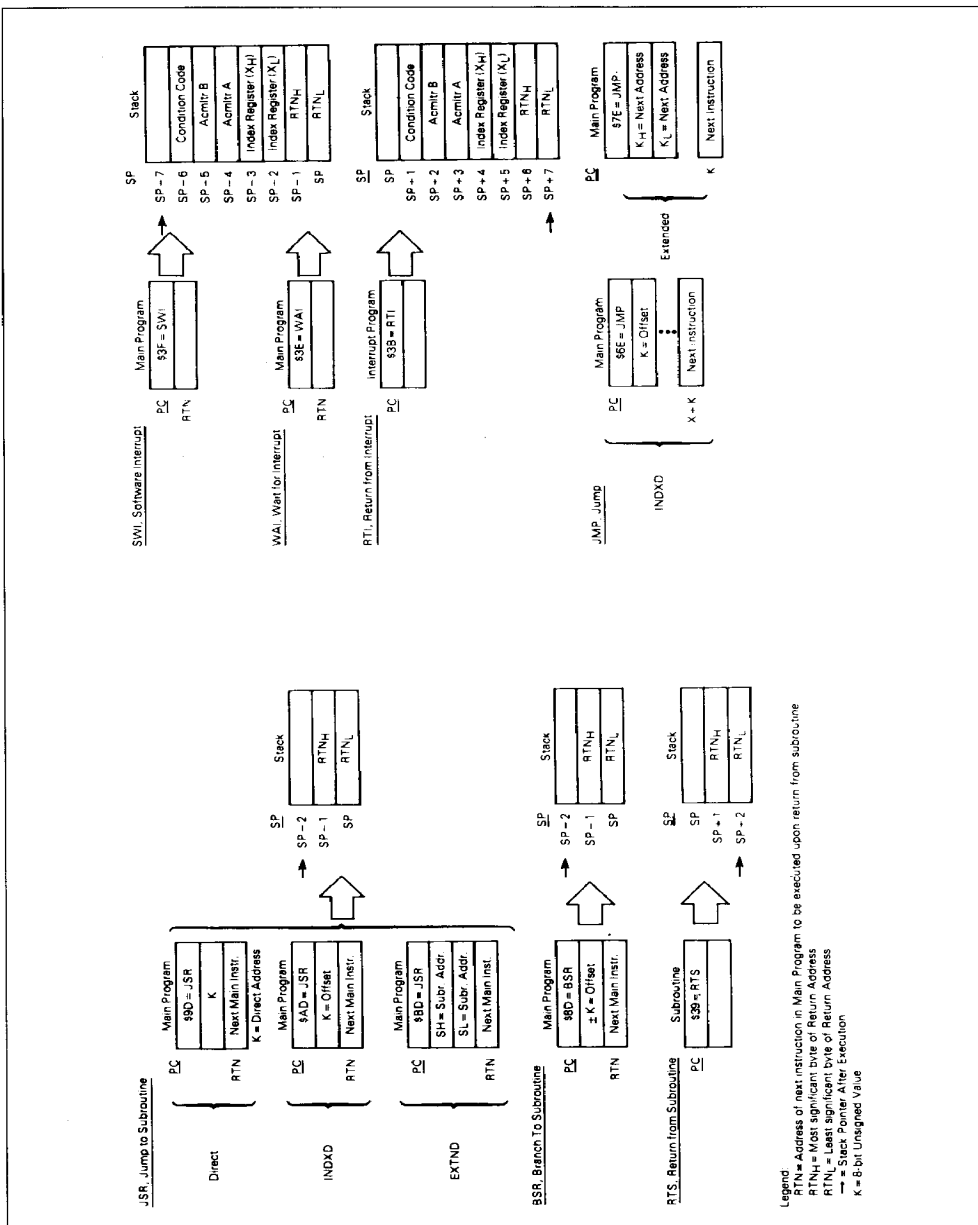 JSR, Jump to Subroutine
Direct
PC
Main Program
$9D = JSR
K
Next Main Instr.
RTN
K = Direct Address
INDXD
PC
Main Program
$AD = JSR
K = Offset
Next Main Instr.
RTN
EXTND
PC
Main Program
$BD = JSR
SH = Subr. Addr.
SL = Subr. Addr.
Next Main Inst.
RTN
SP
Stack
SP – 2
SP – 1
RTNH
SP
RTNL
BSR, Branch To Subroutine
PC
Main Program
$8D = BSR
± K = Offset
Next Main Instr.
RTN
SP
Stack
SP – 2
SP – 1
RTNH
SP
RTNL
RTS, Return from Subroutine
PC
Subroutine
$39 = RTS
SP
Stack
SP
SP + 1
RTNH
SP + 2
RTNL
SWI, Software Interrupt
PC
Main Program
$3F = SWI
RTN
WAI, Wait for Interrupt
PC
Main Program
$3E = WAI
RTN
SP
Stack
SP – 7
SP – 6
Condition Code
SP – 5
Acmltr B
SP – 4
Acmltr A
SP – 3
Index Register (XH)
SP – 2
Index Register (XL)
SP – 1
RTNH
SP
RTNL
RTI, Return from Interrupt
PC
Interrupt Program
$3B = RTI
SP
Stack
SP
SP + 1
Condition Code
SP + 2
Acmltr B
SP + 3
Acmltr A
SP + 4
Index Register (XH)
SP + 5
Index Register (XL)
SP + 6
RTNH
SP + 7
RTNL
JMP, Jump
INDXD
PC
Main Program
$6E = JMP
K = Offset
X + K
Next Instruction
Extended
PC
Main Program
$7E = JMP
KH = Next Address
KL = Next Address
K
Next Instruction
Legend:
RTN = Address of next instruction in Main Program to be executed upon return from subroutine
RTNH = Most significant byte of Return Address
RTNL = Least significant byte of Return Address
→ = Stack Pointer After Execution
K = 8-bit Unsigned Value